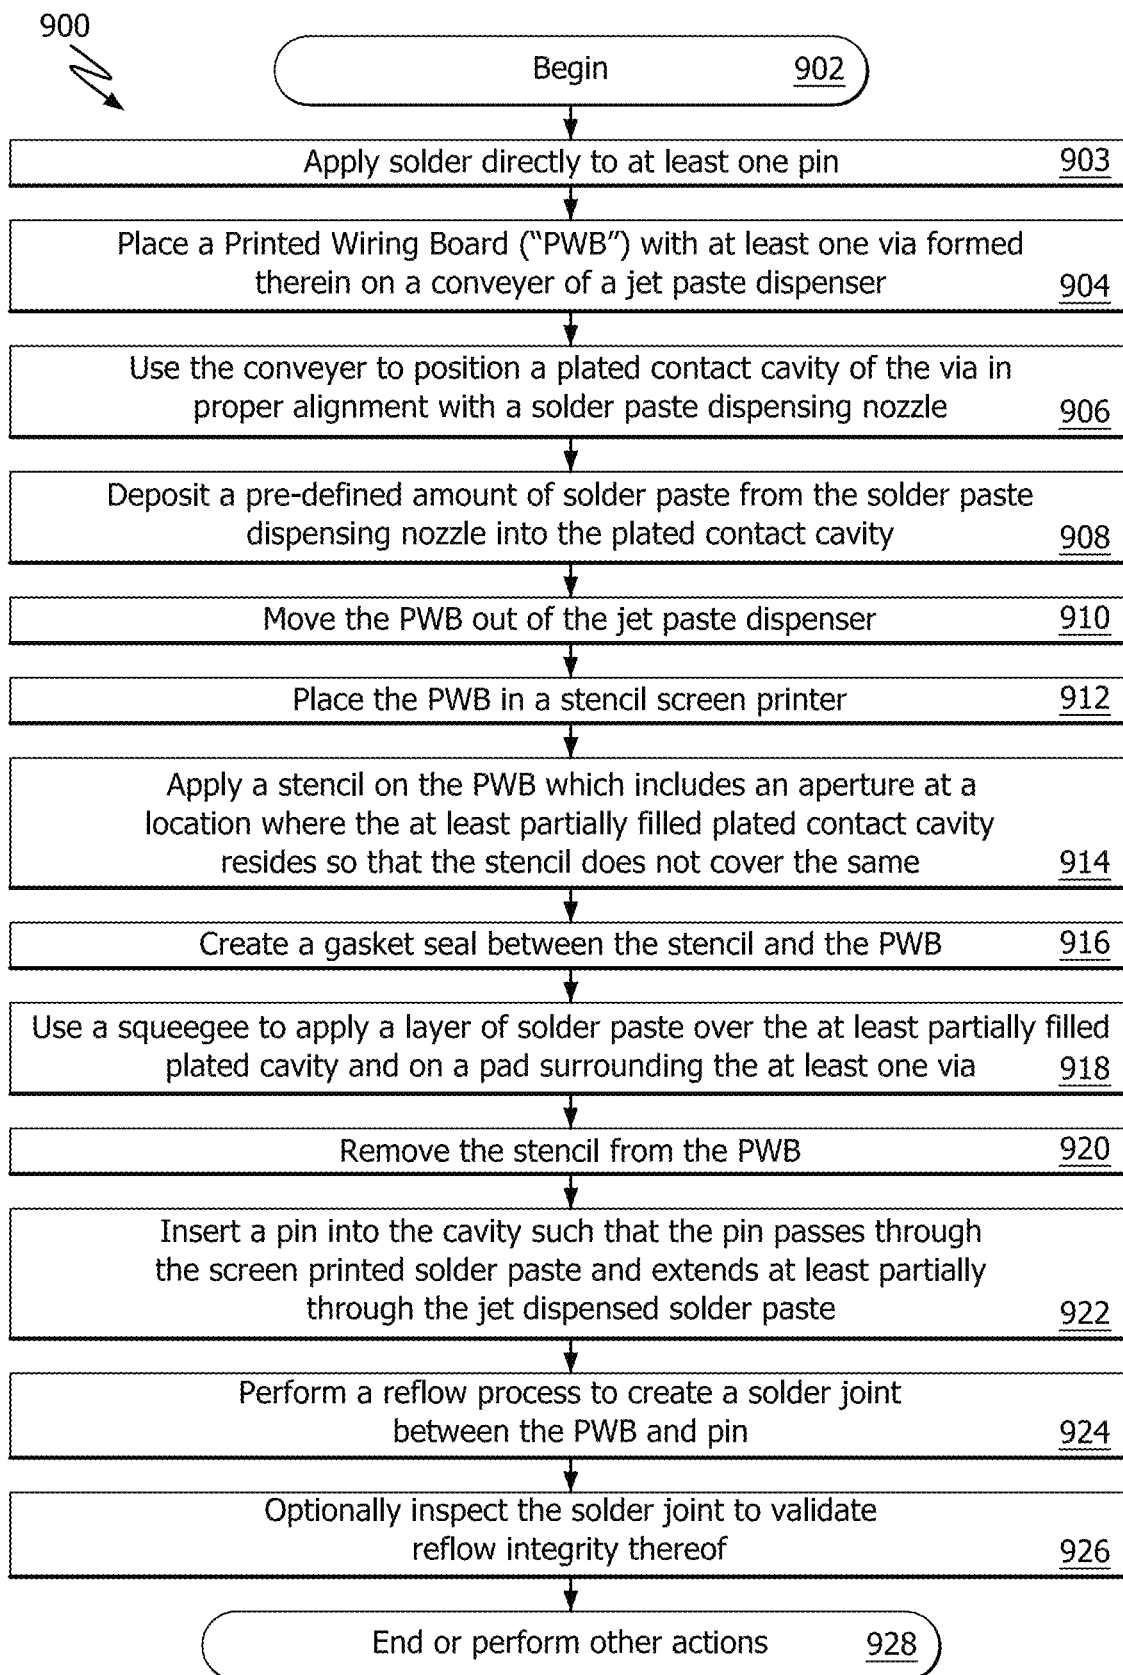 900
Begin 902
Apply solder directly to at least one pin 903
Place a Printed Wiring Board (“PWB”) with at least one via formed
therein on a conveyer of a jet paste dispenser 904
Use the conveyer to position a plated contact cavity of the via in
proper alignment with a solder paste dispensing nozzle 906
Deposit a pre-defined amount of solder paste from the solder paste
dispensing nozzle into the plated contact cavity 908
Move the PWB out of the jet paste dispenser 910
Place the PWB in a stencil screen printer 912
Apply a stencil on the PWB which includes an aperture at a
location where the at least partially filled plated contact cavity
resides so that the stencil does not cover the same 914
Create a gasket seal between the stencil and the PWB 916
Use a squeegee to apply a layer of solder paste over the at least partially filled
plated cavity and on a pad surrounding the at least one via 918
Remove the stencil from the PWB 920
Insert a pin into the cavity such that the pin passes through
the screen printed solder paste and extends at least partially
through the jet dispensed solder paste 922
Perform a reflow process to create a solder joint
between the PWB and pin 924
Optionally inspect the solder joint to validate
reflow integrity thereof 926
End or perform other actions 928